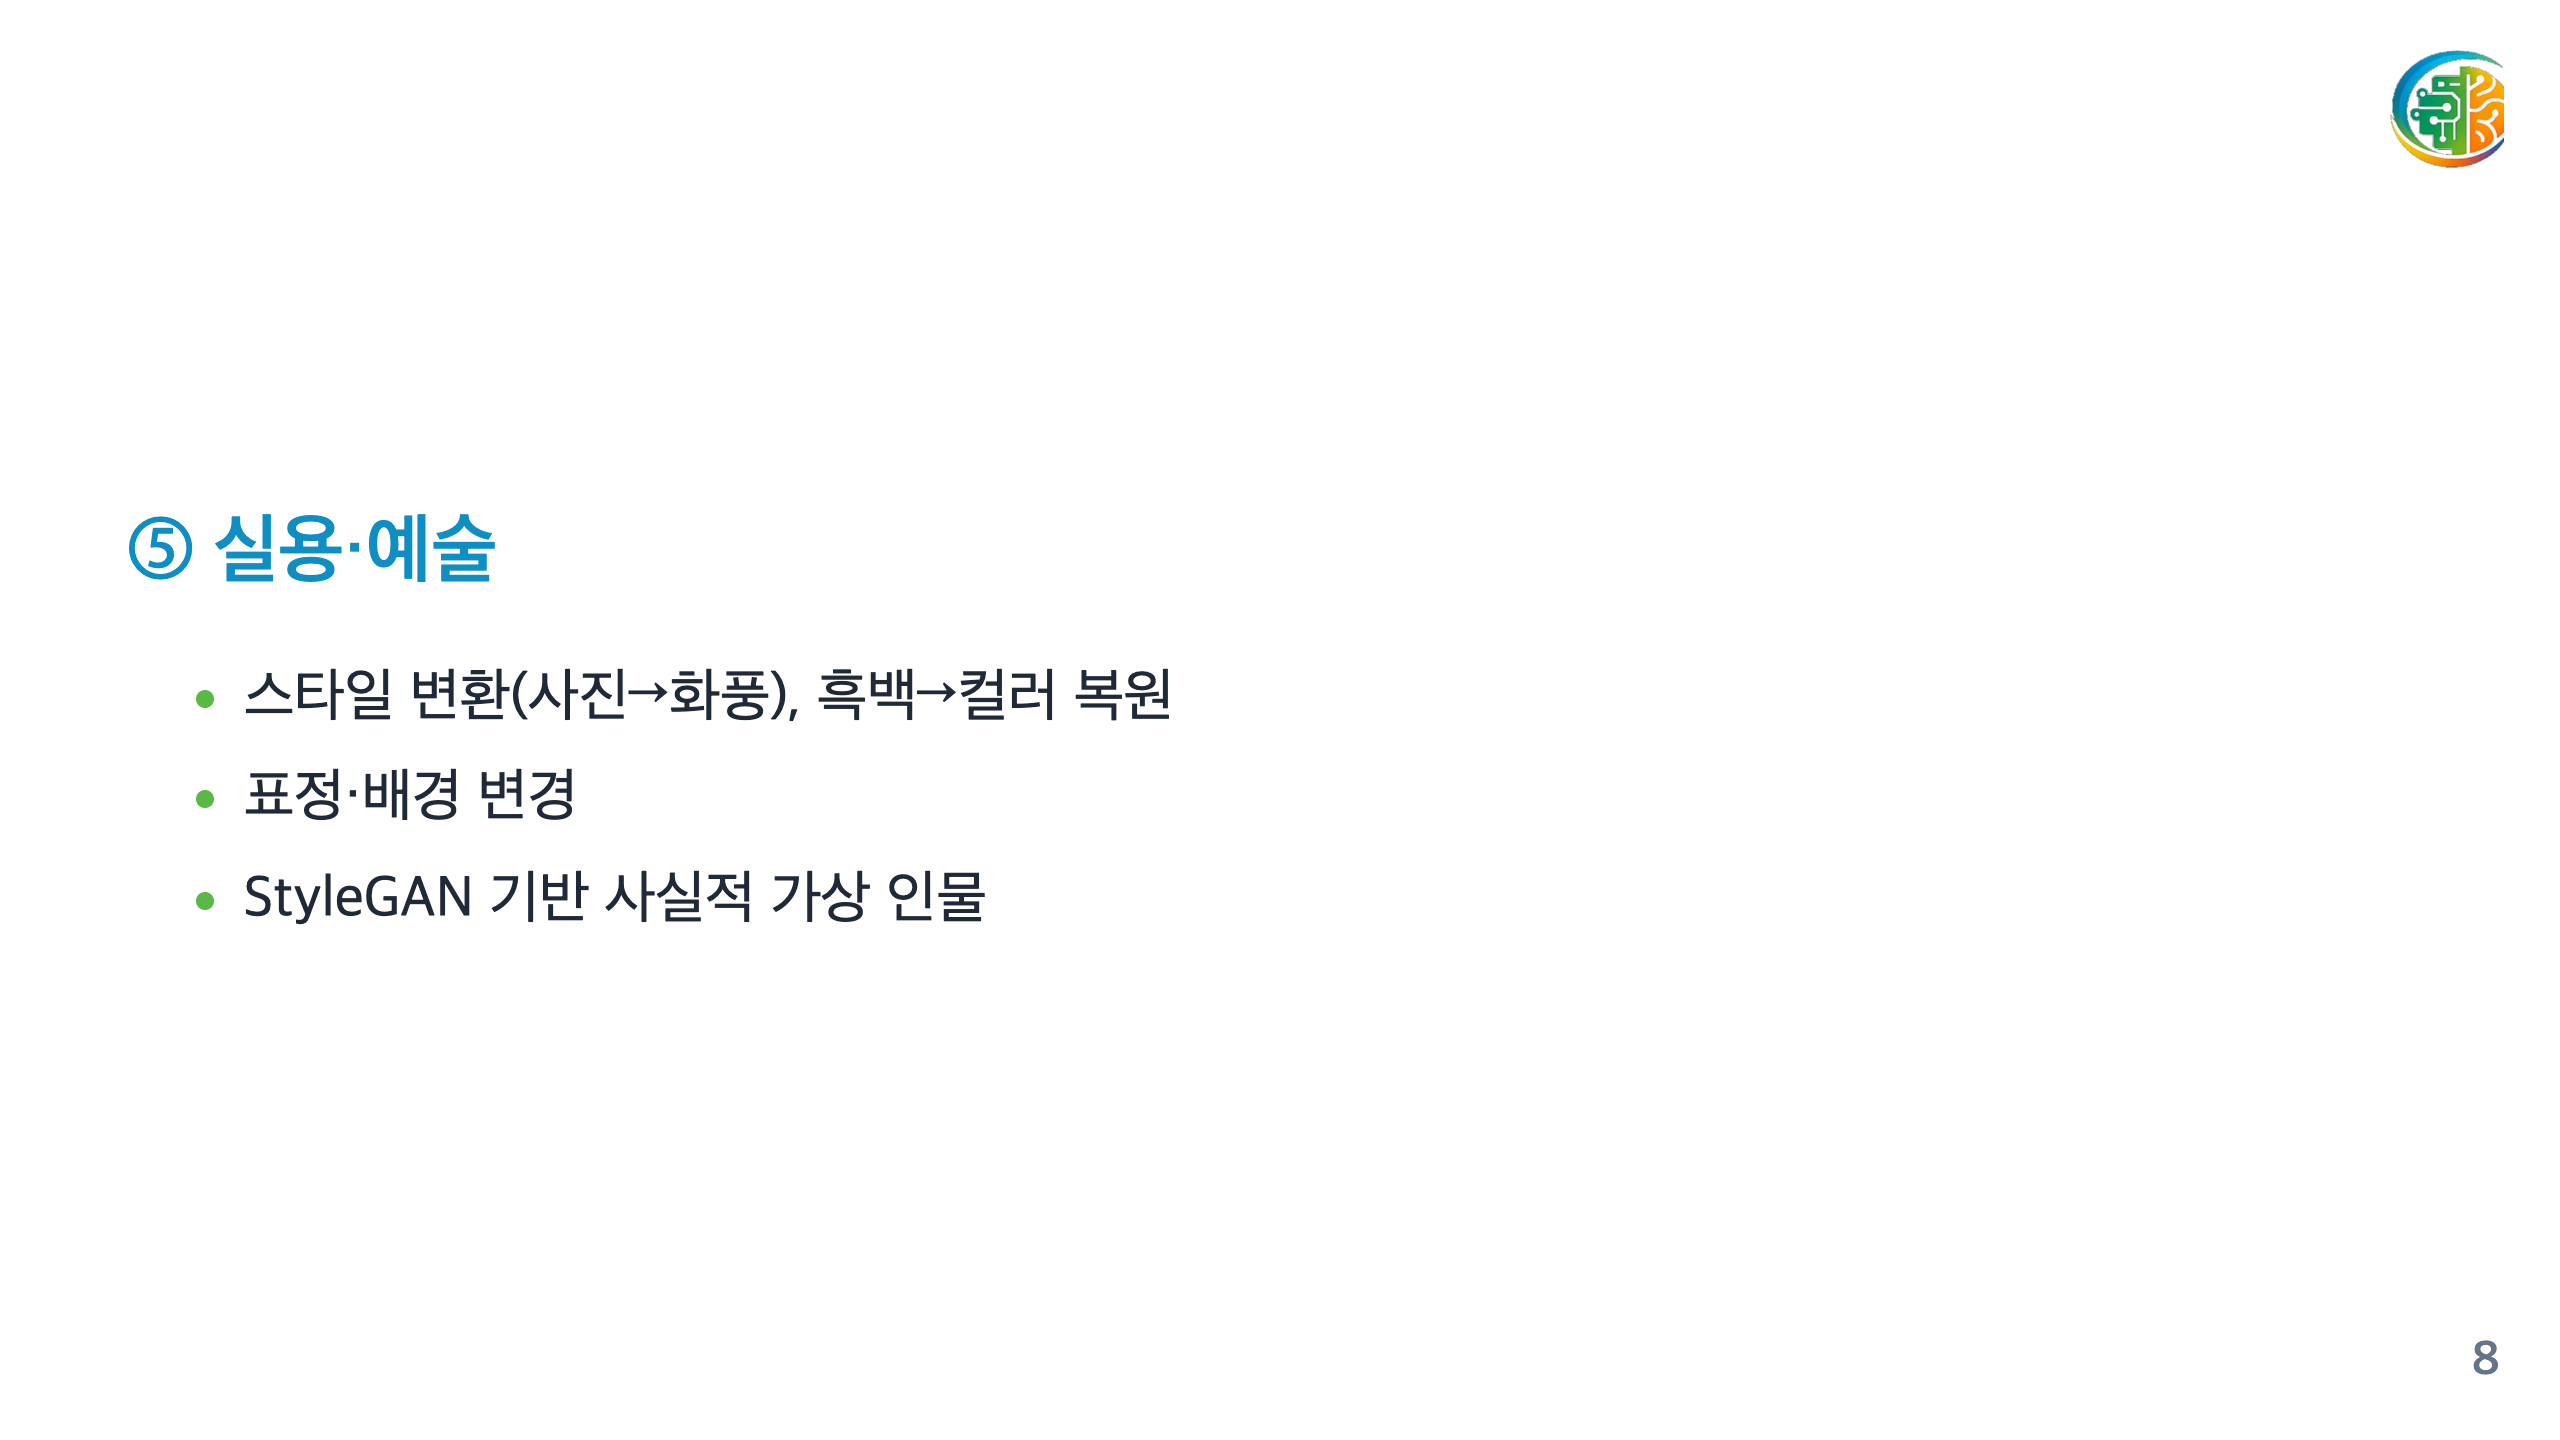 ⑤ 실용·예술
• 스타일 변환(사진→화풍), 흑백→컬러 복원
• 표정·배경 변경
• StyleGAN 기반 사실적 가상 인물
8